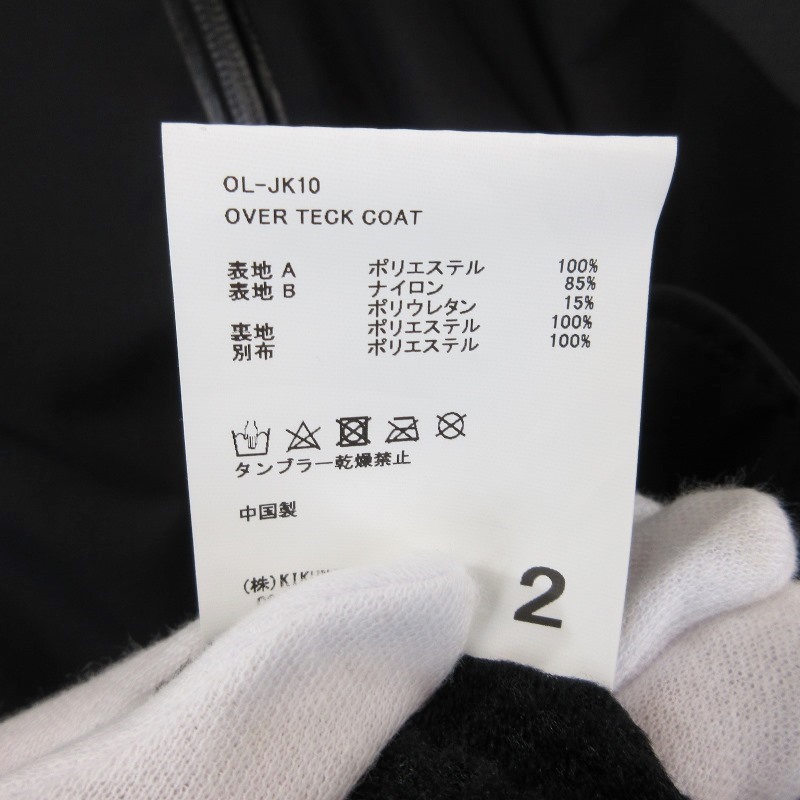 OL-JK10
OVER TECK COAT
表地 A ポリエステル 100%
表地 B ナイロン 85%
ポリウレタン 15%
裏地 ポリエステル 100%
別布 ポリエステル 100%
タンブラー乾燥禁止
中国製
(株)KIKUN
2